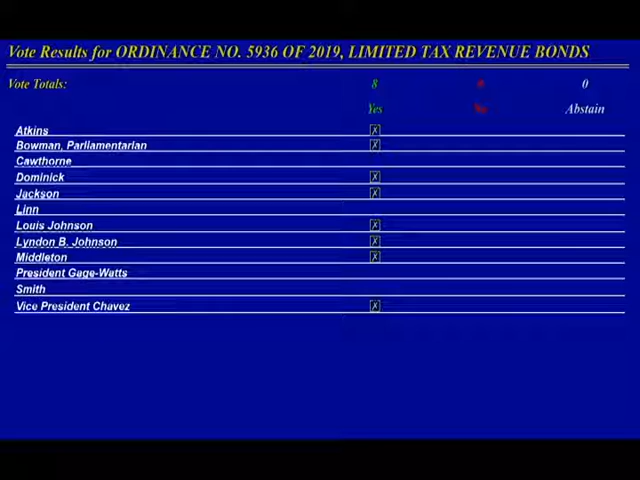 Vote Results for ORDINANCE NO. 5936 OF 2019, LIMITED TAX REVENUE BONDS
Vote Totals: 8 0
Yes No Abstain
Atkins
Bowman, Parliamentarian
Cawthorne
Dominick
Jackson
Linn
Louis Johnson
Lyndon B. Johnson
Middleton
President Gage-Watts
Smith
Vice President Chavez